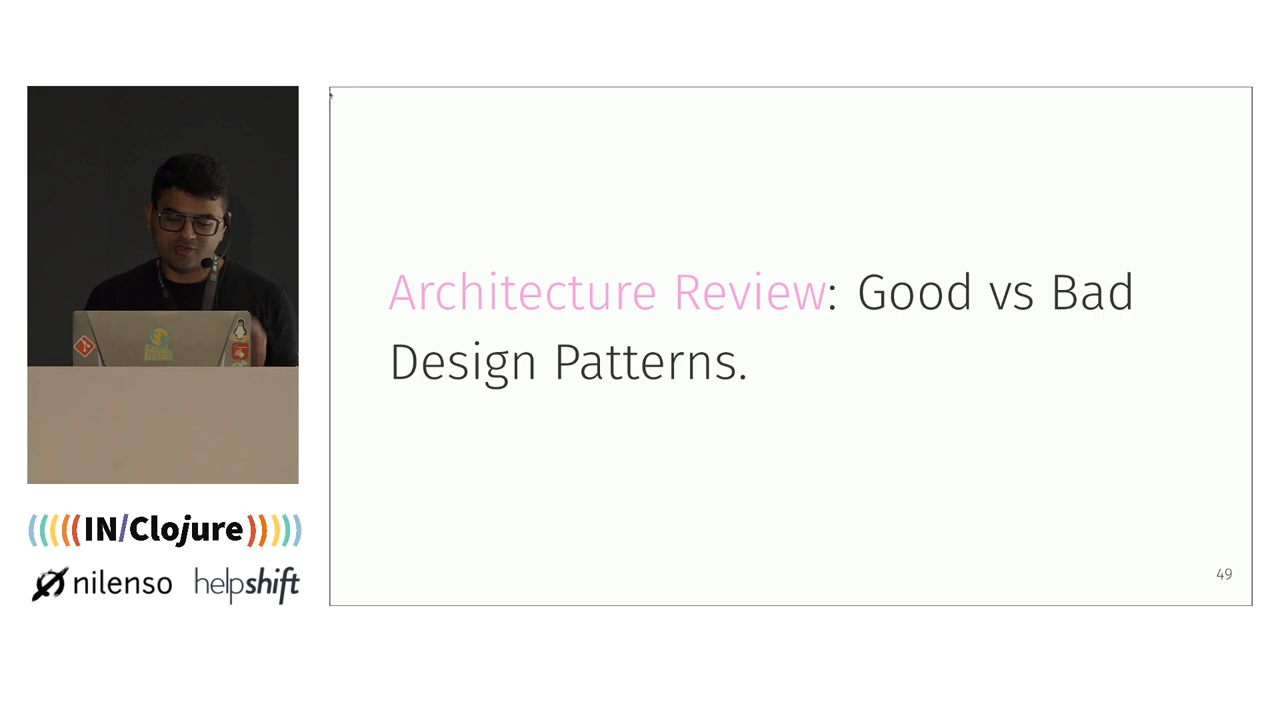 Architecture Review: Good vs Bad
Design Patterns.
49
(((((IN/Clojure)))))
nilenso
helpshift